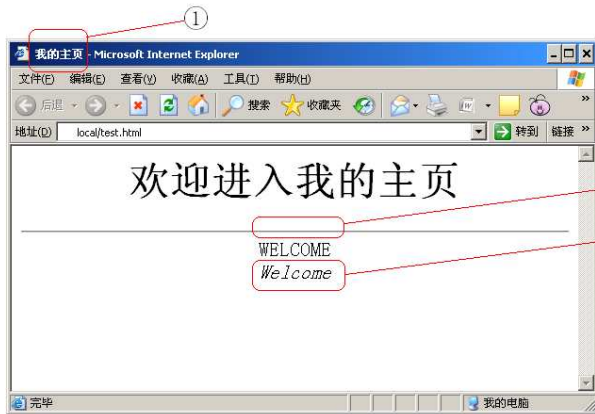 ①
我的主页 - Microsoft Internet Explorer
文件(F) 编辑(E) 查看(V) 收藏(A) 工具(T) 帮助(H)
后退 搜索 收藏夹 »
地址(D) local/test.html 转到 链接 »
欢迎进入我的主页
WELCOME
Welcome
完毕 我的电脑